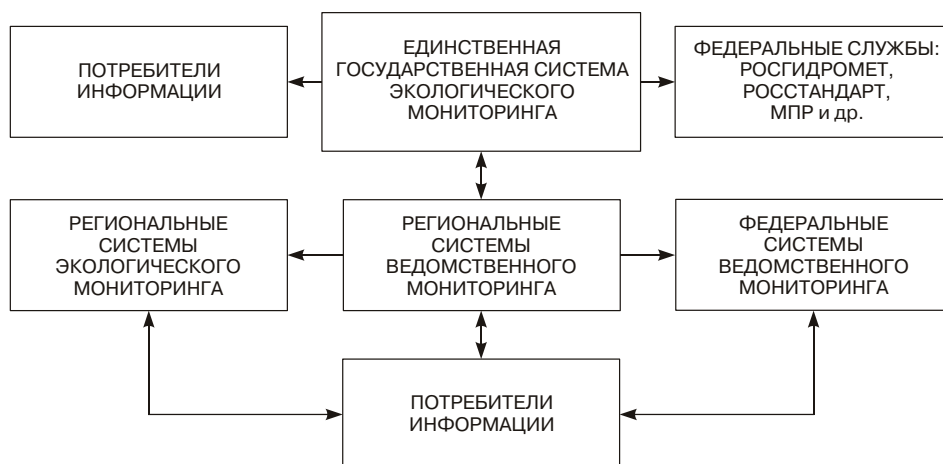 ПОТРЕБИТЕЛИ
ИНФОРМАЦИИ
ЕДИНСТВЕННАЯ
ГОСУДАРСТВЕННАЯ СИСТЕМА
ЭКОЛОГИЧЕСКОГО
МОНИТОРИНГА
ФЕДЕРАЛЬНЫЕ СЛУЖБЫ:
РОСГИДРОМЕТ,
РОССТАНДАРТ,
МПР и др.
РЕГИОНАЛЬНЫЕ
СИСТЕМЫ
ЭКОЛОГИЧЕСКОГО
МОНИТОРИНГА
РЕГИОНАЛЬНЫЕ
СИСТЕМЫ
ВЕДОМСТВЕННОГО
МОНИТОРИНГА
ФЕДЕРАЛЬНЫЕ
СИСТЕМЫ
ВЕДОМСТВЕННОГО
МОНИТОРИНГА
ПОТРЕБИТЕЛИ
ИНФОРМАЦИИ